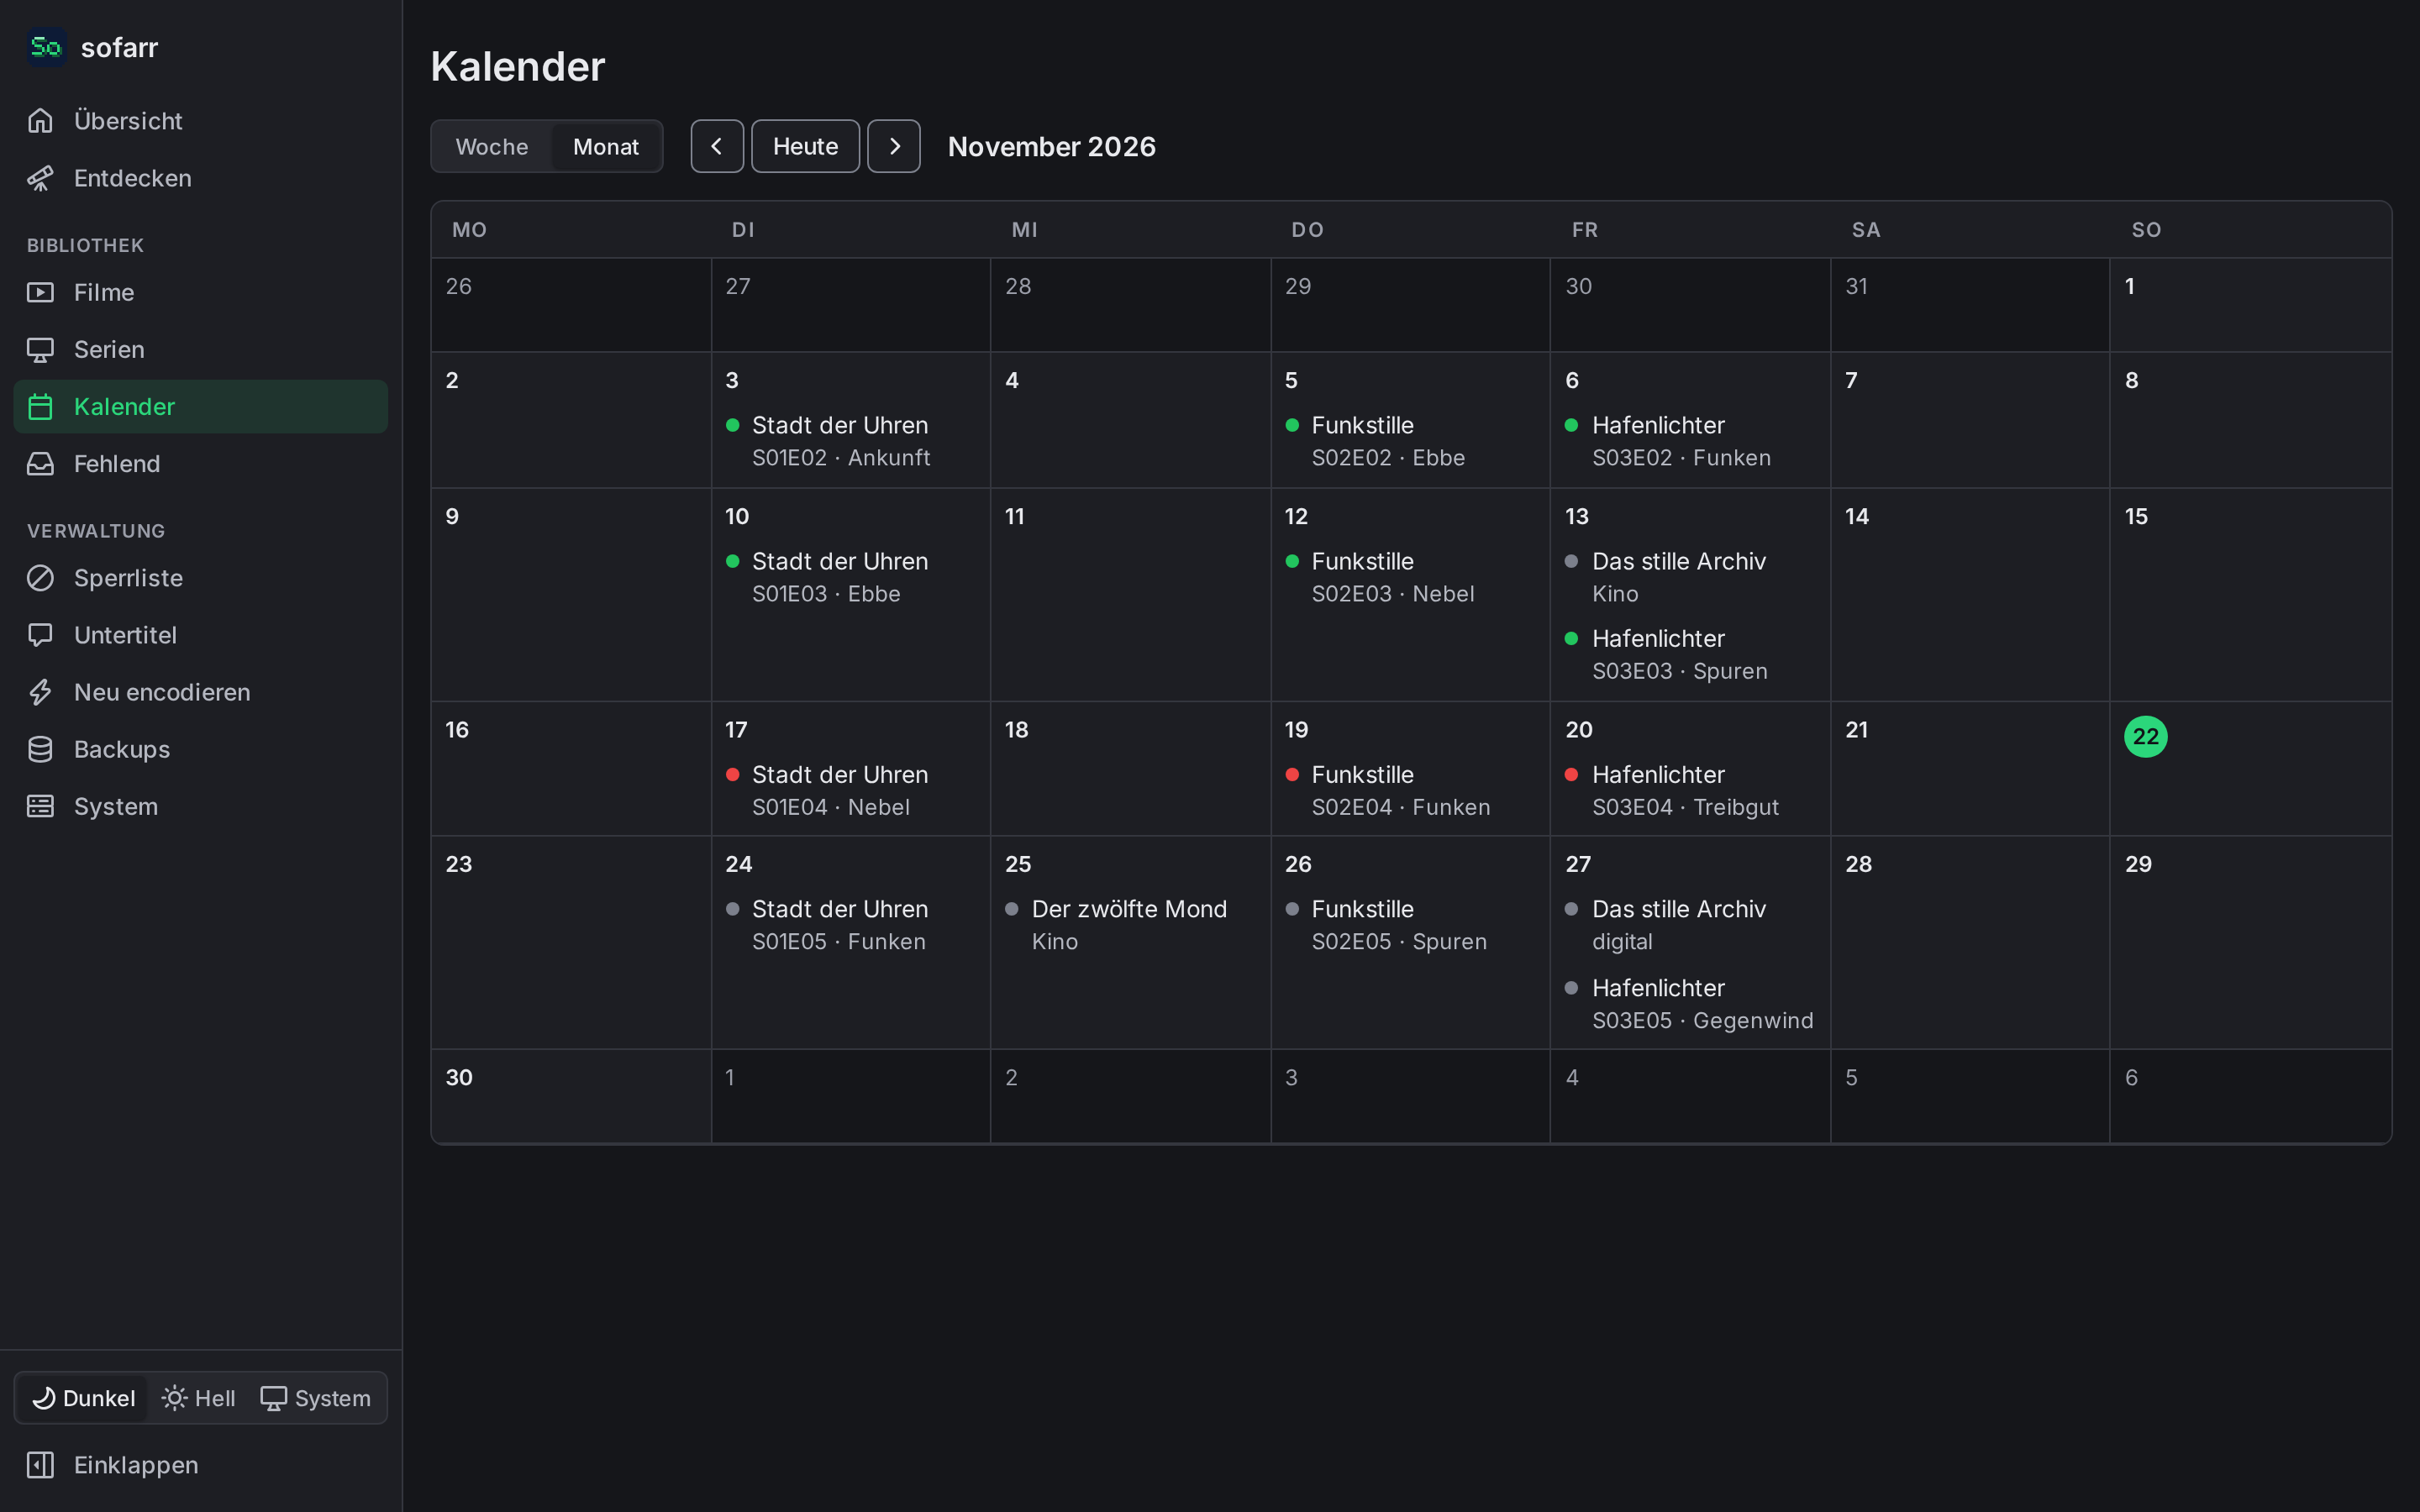 So sofarr
Übersicht
Entdecken
BIBLIOTHEK
Filme
Serien
Kalender
Fehlend
VERWALTUNG
Sperrliste
Untertitel
Neu encodieren
Backups
System
Dunkel Hell System
Einklappen
Kalender
Woche Monat Heute November 2026
MO DI MI DO FR SA SO
26 27 28 29 30 31 1
2 3 4 5 6 7 8
Stadt der Uhren Funkstille Hafenlichter
S01E02 · Ankunft S02E02 · Ebbe S03E02 · Funken
9 10 11 12 13 14 15
Stadt der Uhren Funkstille Das stille Archiv
S01E03 · Ebbe S02E03 · Nebel Kino
Hafenlichter
S03E03 · Spuren
16 17 18 19 20 21 22
Stadt der Uhren Funkstille Hafenlichter
S01E04 · Nebel S02E04 · Funken S03E04 · Treibgut
23 24 25 26 27 28 29
Stadt der Uhren Der zwölfte Mond Funkstille Das stille Archiv
S01E05 · Funken Kino S02E05 · Spuren digital
Hafenlichter
S03E05 · Gegenwind
30 1 2 3 4 5 6